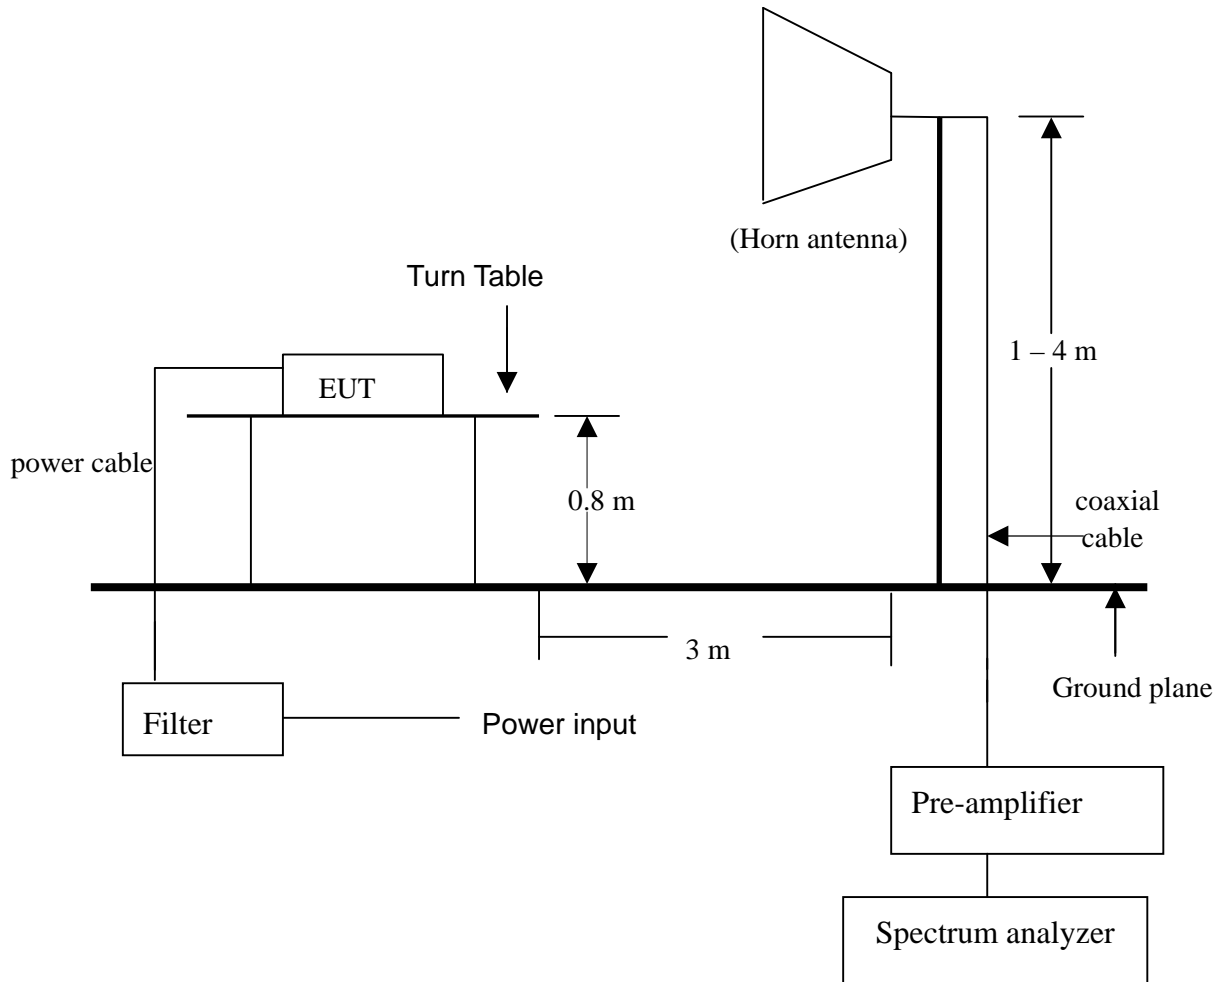 (Horn antenna)
Turn Table
1 – 4 m
EUT
power cable
0.8 m
coaxial
cable
3 m
Ground plane
Filter
Power input
Pre-amplifier
Spectrum analyzer